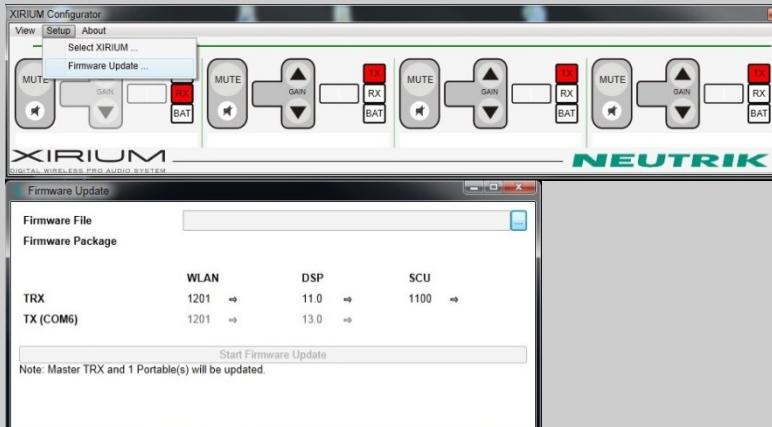 XIRIUM Configurator
View Setup About
Select XIRIUM ...
Firmware Update ...
MUTE GAIN RX BAT
MUTE GAIN TX RX BAT
MUTE GAIN TX RX BAT
MUTE GAIN TX RX BAT
XIRIUM
DIGITAL WIRELESS PRO AUDIO SYSTEM
NEUTRIK
Firmware Update
Firmware File ...
Firmware Package
WLAN DSP SCU
TRX 1201 ⇨ 11.0 ⇨ 1100 ⇨
TX (COM6) 1201 ⇨ 13.0 ⇨
Start Firmware Update
Note: Master TRX and 1 Portable(s) will be updated.